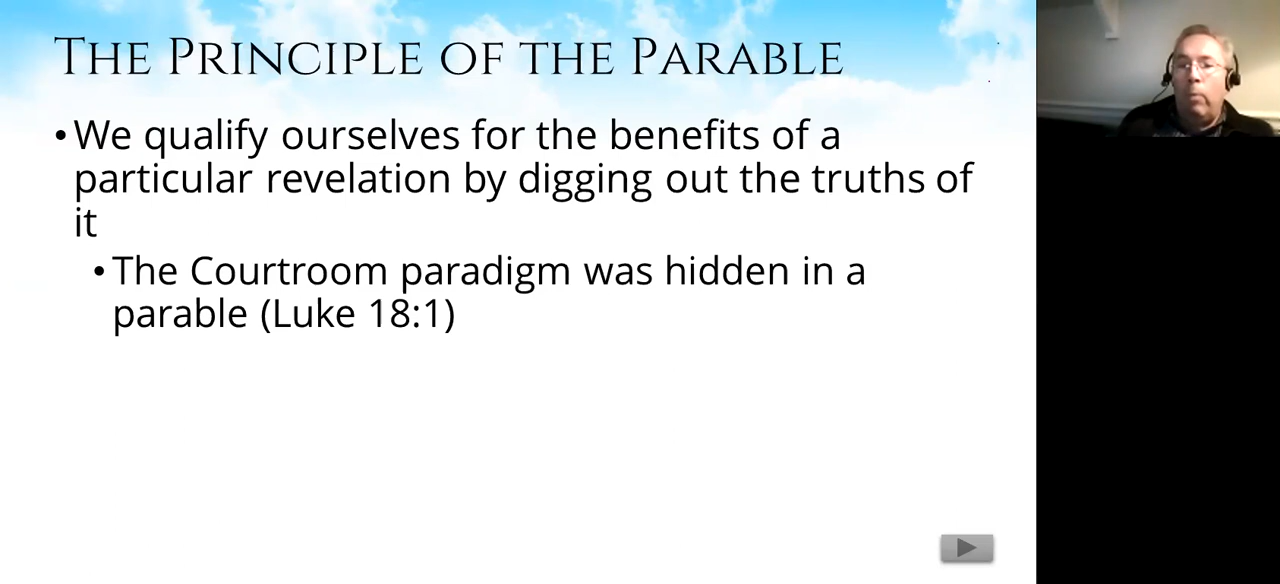 The Principle of the Parable
• We qualify ourselves for the benefits of a
particular revelation by digging out the truths of
it
• The Courtroom paradigm was hidden in a
parable (Luke 18:1)